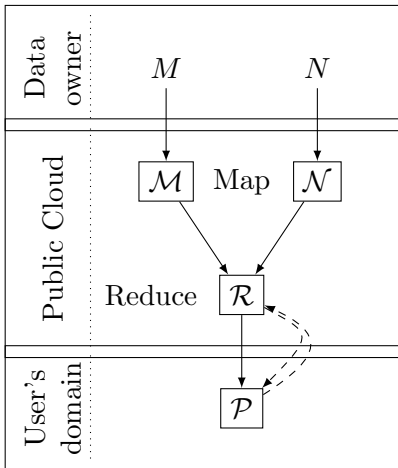 Data
owner
M
N
Public Cloud
ℳ
Map
𝒩
Reduce
ℛ
User's
domain
𝒫